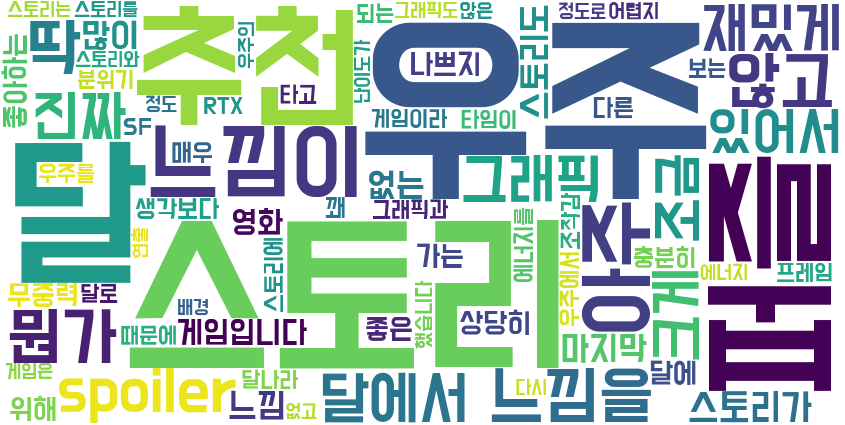 스토리는 스토리를
우주의
되는 그래픽도 않은
정도로 어렵지
재밌게
딱 많이
추천
우주
나쁘지
스토리도
보는
않고
좋아하는
스토리와
분위기
난이도가
진짜
정도
RTX
타고
게임이라
타임이
다른
있어서
SF
달
매우
느낌이
없는
그래픽
조금
질
우주를
생각보다
꽤
그래픽과
에너지를
조작감
아주
영화
스토리에
가는
우주에서
충분히
에너지
프레임
연출
스토리
무중력
달로
배경
뭔가
때문에
게임입니다
좋은
했습니다
상당히
마지막
크게
플
게임은
달나라
달에서
느낌을
다시
달에
위해
spoiler
느낌
없고
스토리가